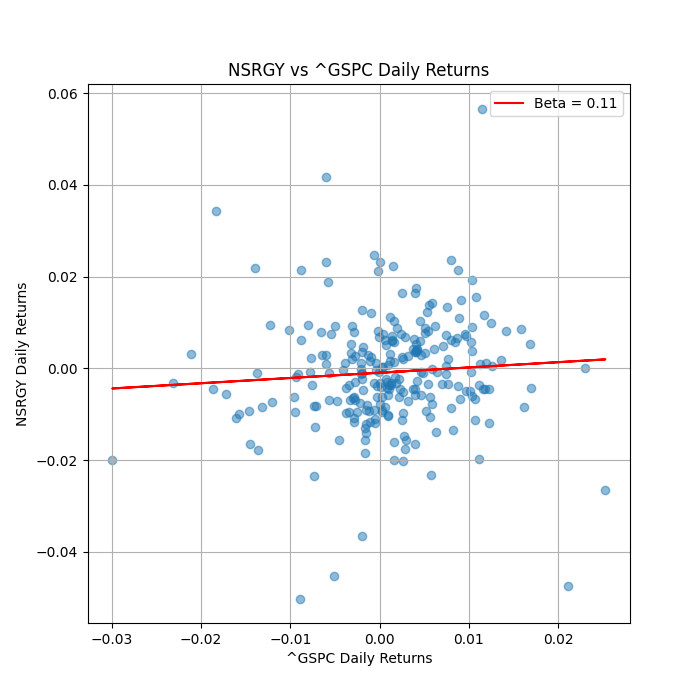 NSRGY vs ^GSPC Daily Returns
Beta = 0.11
0.06
0.04
0.02
0.00
−0.02
−0.04
NSRGY Daily Returns
−0.03 −0.02 −0.01 0.00 0.01 0.02
^GSPC Daily Returns